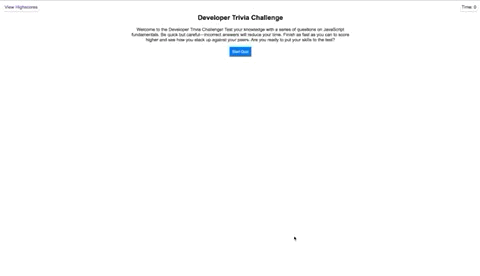 View Highscores
Time: 0
Developer Trivia Challenge
Welcome to the Developer Trivia Challenge! Test your knowledge with a series of questions on JavaScript
fundamentals. Be quick but careful—incorrect answers will reduce your time. Finish as fast as you can to score
higher and see how you stack up against your peers. Are you ready to put your skills to the test?
Start Quiz